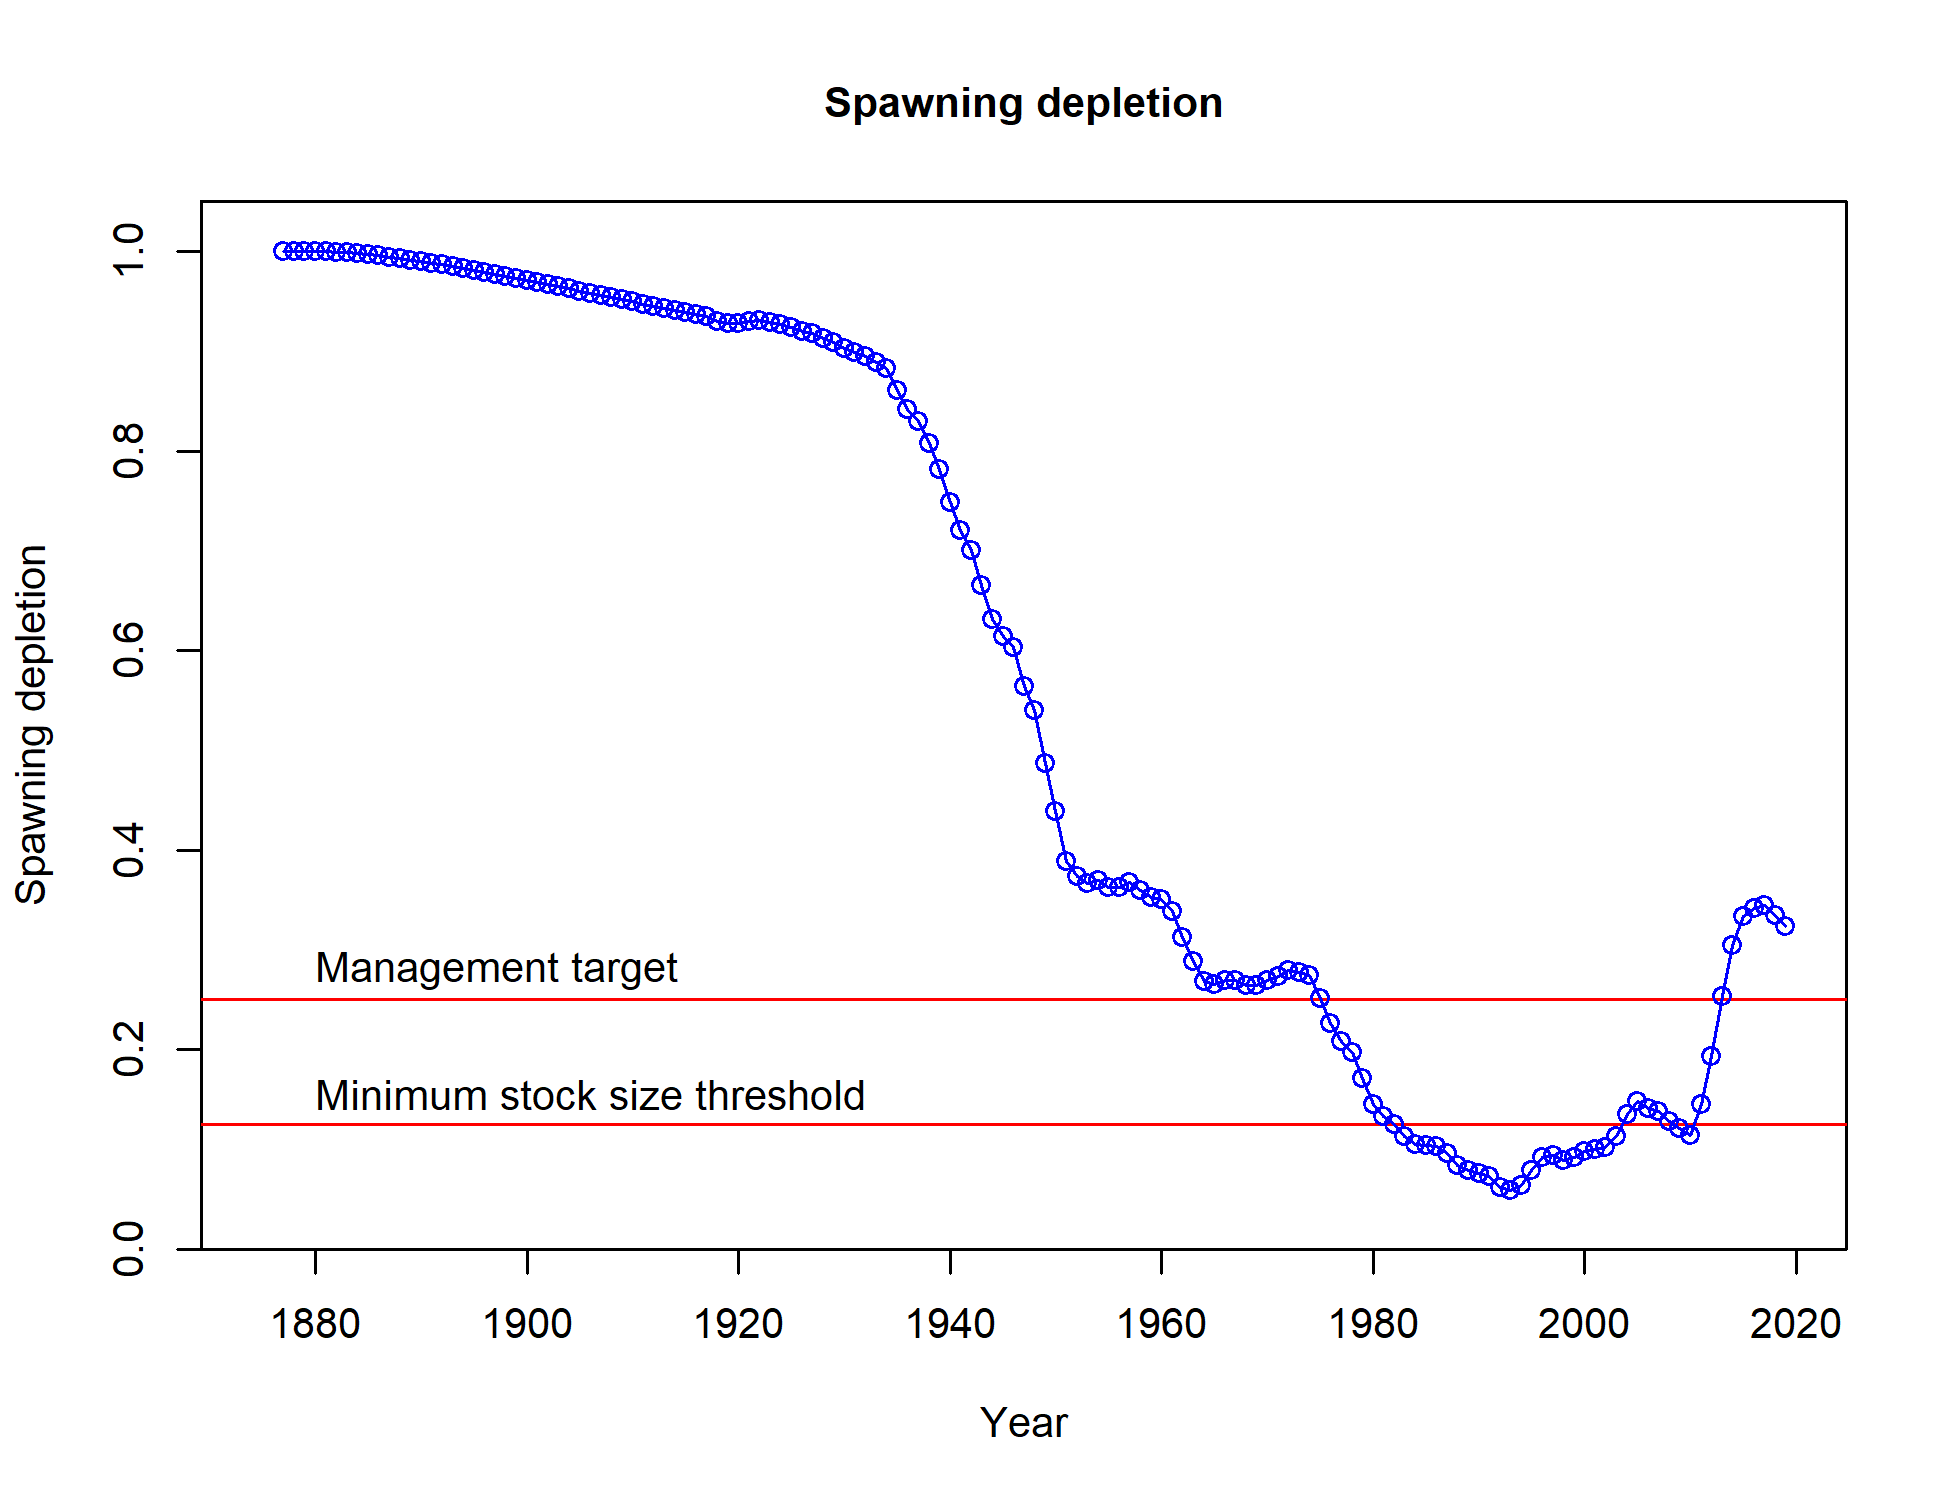 Spawning depletion
Spawning depletion
1.0
0.8
0.6
0.4
0.2
0.0
Management target
Minimum stock size threshold
1880 1900 1920 1940 1960 1980 2000 2020
Year